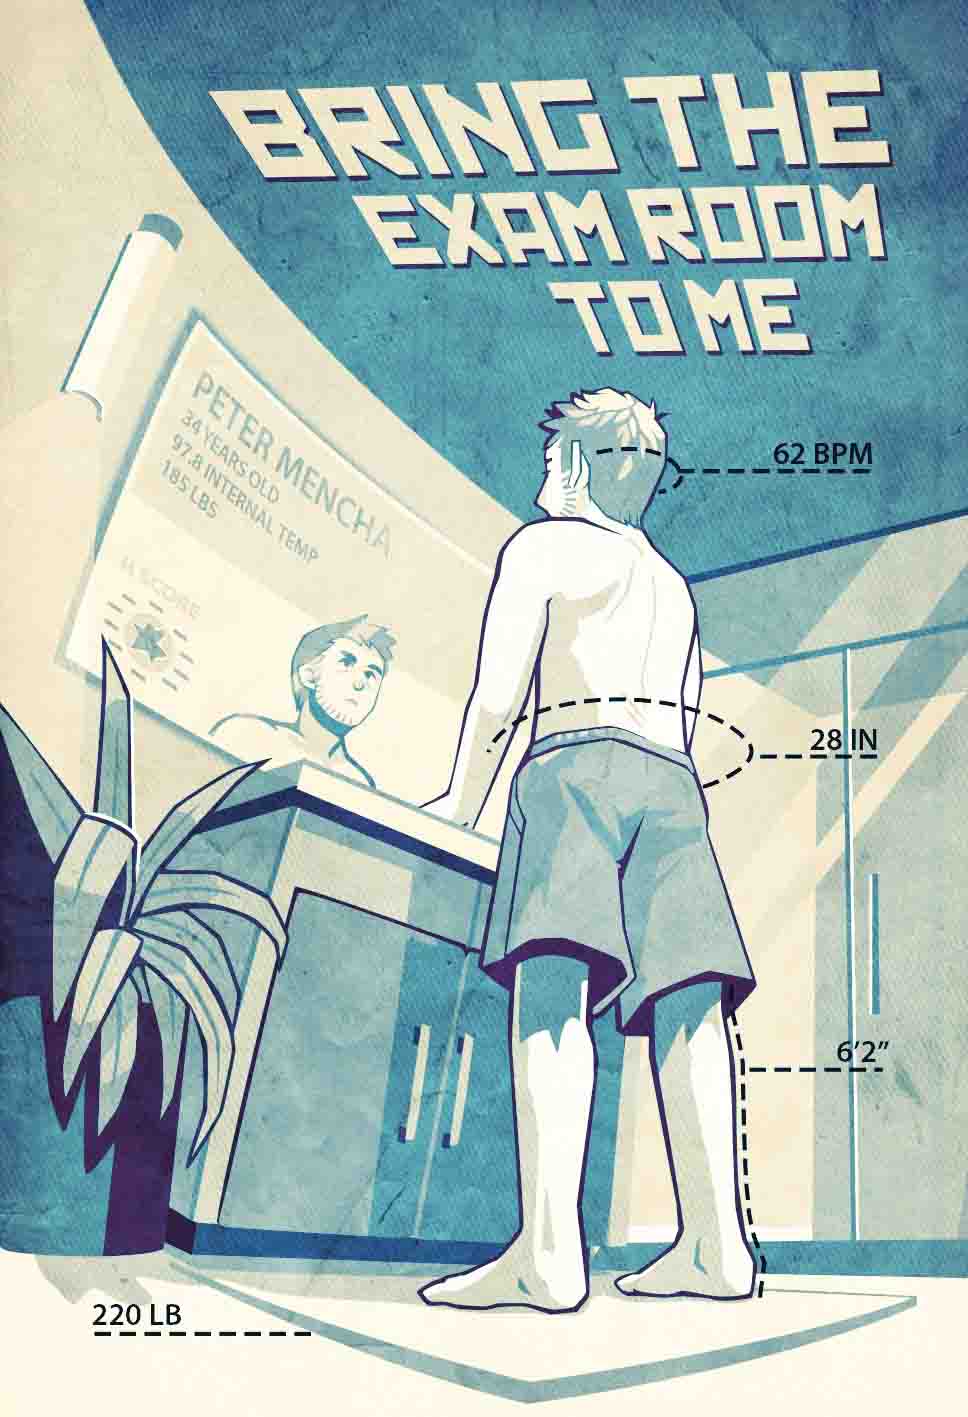 BRING THE
EXAM ROOM
TO ME
PETER MENCHA
34 YEARS OLD
97.8 INTERNAL TEMP
185 LBS
H SCORE
62 BPM
28 IN
6'2”
220 LB